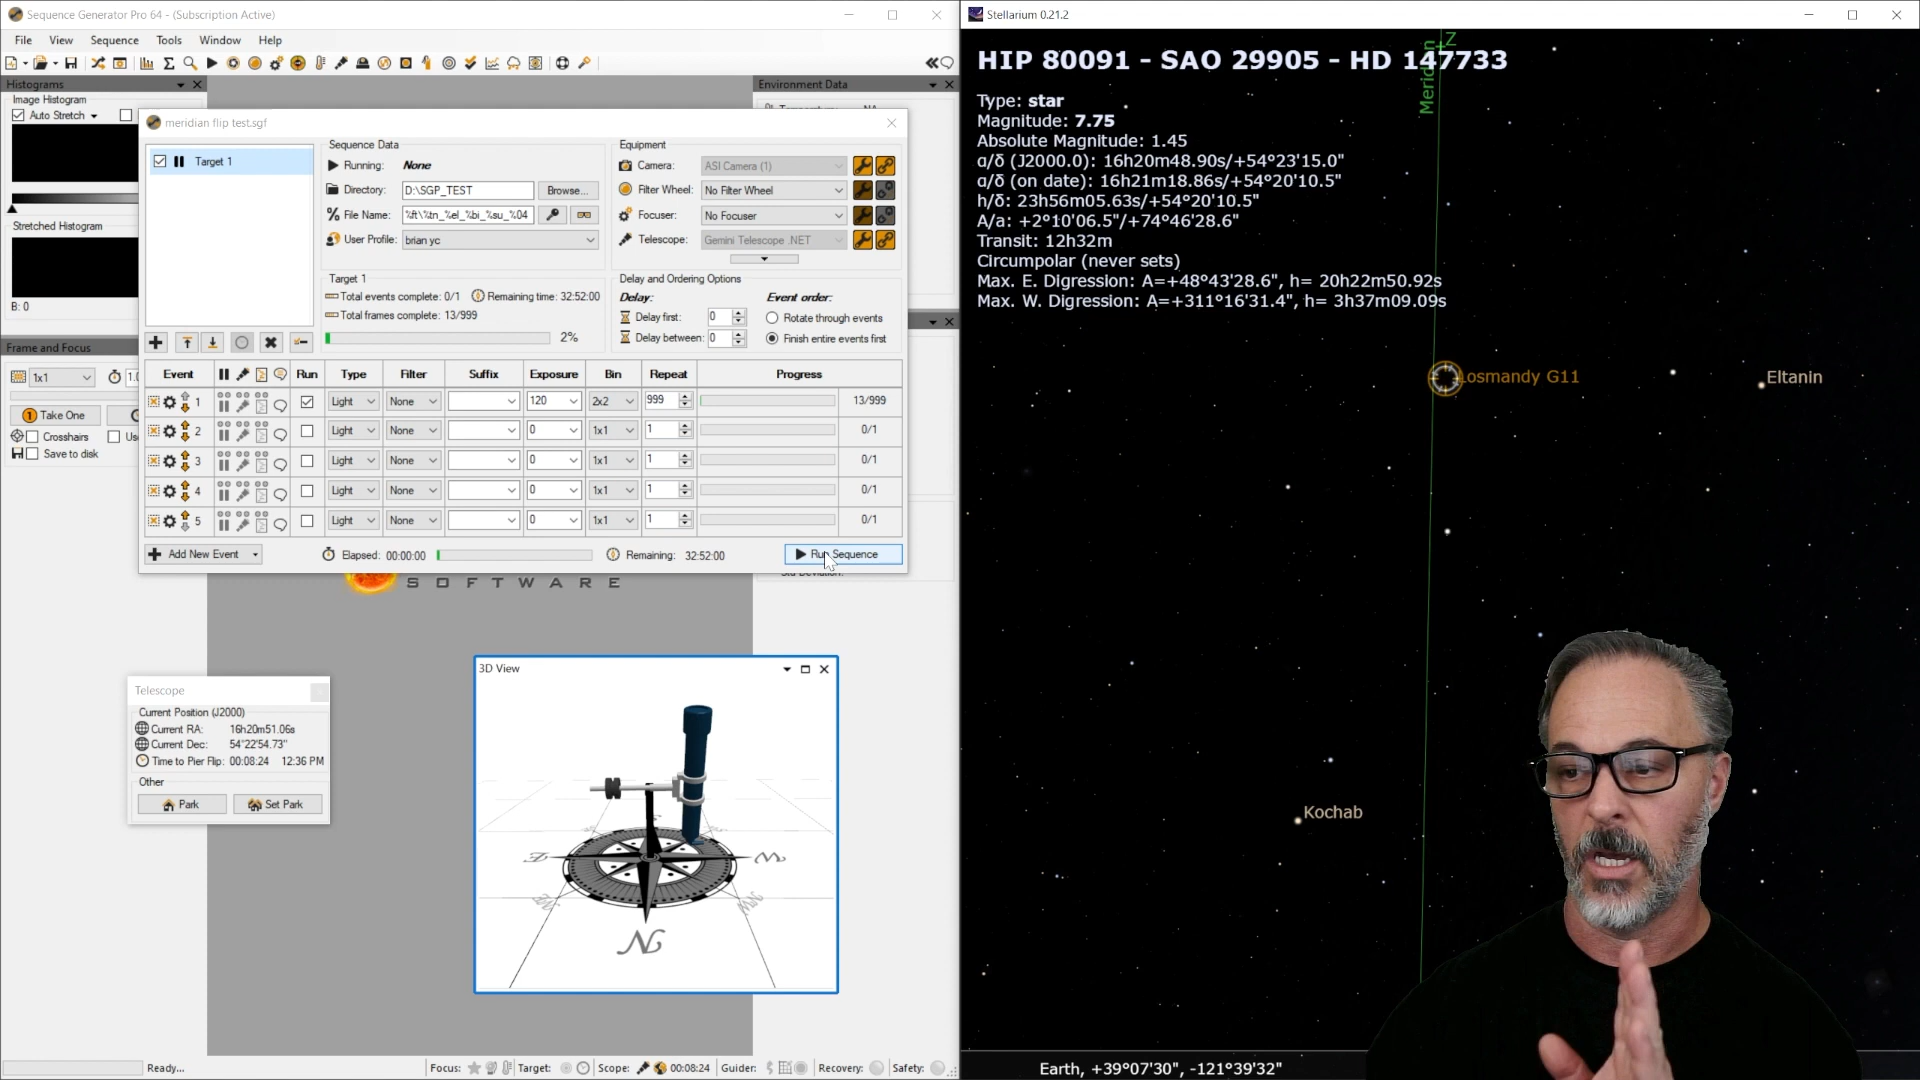 Sequence Generator Pro 64 - (Subscription Active)
File View Sequence Tools Window Help
Histograms
Image Histogram
Auto Stretch
Stretched Histogram
B: 0
Frame and Focus
1x1
Take One
Crosshairs
Save to disk
Environment Data
meridian flip test.sgf
Target 1
Sequence Data
Running: None
Directory: D:\SGP_TEST Browse...
File Name: %ft\%tn_%el_%bi_%su_%04
User Profile: brian yc
Equipment
Camera: ASI Camera (1)
Filter Wheel: No Filter Wheel
Focuser: No Focuser
Telescope: Gemini Telescope .NET
Target 1
Total events complete: 0/1 Remaining time: 32:52:00
Total frames complete: 13/999
2%
Delay and Ordering Options
Delay: Event order:
Delay first: 0 Rotate through events
Delay between: 0 Finish entire events first
Event Run Type Filter Suffix Exposure Bin Repeat Progress
1 Light None 120 2x2 999 13/999
2 Light None 0 1x1 1 0/1
3 Light None 0 1x1 1 0/1
4 Light None 0 1x1 1 0/1
5 Light None 0 1x1 1 0/1
Add New Event Elapsed: 00:00:00 Remaining: 32:52:00 Run Sequence
SOFTWARE
Telescope
Current Position (J2000)
Current RA: 16h20m51.06s
Current Dec: 54°22'54.73"
Time to Pier Flip: 00:08:24 12:36 PM
Other
Park Set Park
3D View
E W
NE NW
N
Ready... Focus: Target: Scope: 00:08:24 Guider: Recovery: Safety:
Stellarium 0.21.2
Z
Meridian
HIP 80091 - SAO 29905 - HD 147733
Type: star
Magnitude: 7.75
Absolute Magnitude: 1.45
α/δ (J2000.0): 16h20m48.90s/+54°23'15.0"
α/δ (on date): 16h21m18.86s/+54°20'10.5"
h/δ: 23h56m05.63s/+54°20'10.5"
A/a: +2°10'06.5"/+74°46'28.6"
Transit: 12h32m
Circumpolar (never sets)
Max. E. Digression: A=+48°43'28.6", h= 20h22m50.92s
Max. W. Digression: A=+311°16'31.4", h= 3h37m09.09s
Losmandy G11
Eltanin
Kochab
Earth, +39°07'30", -121°39'32"